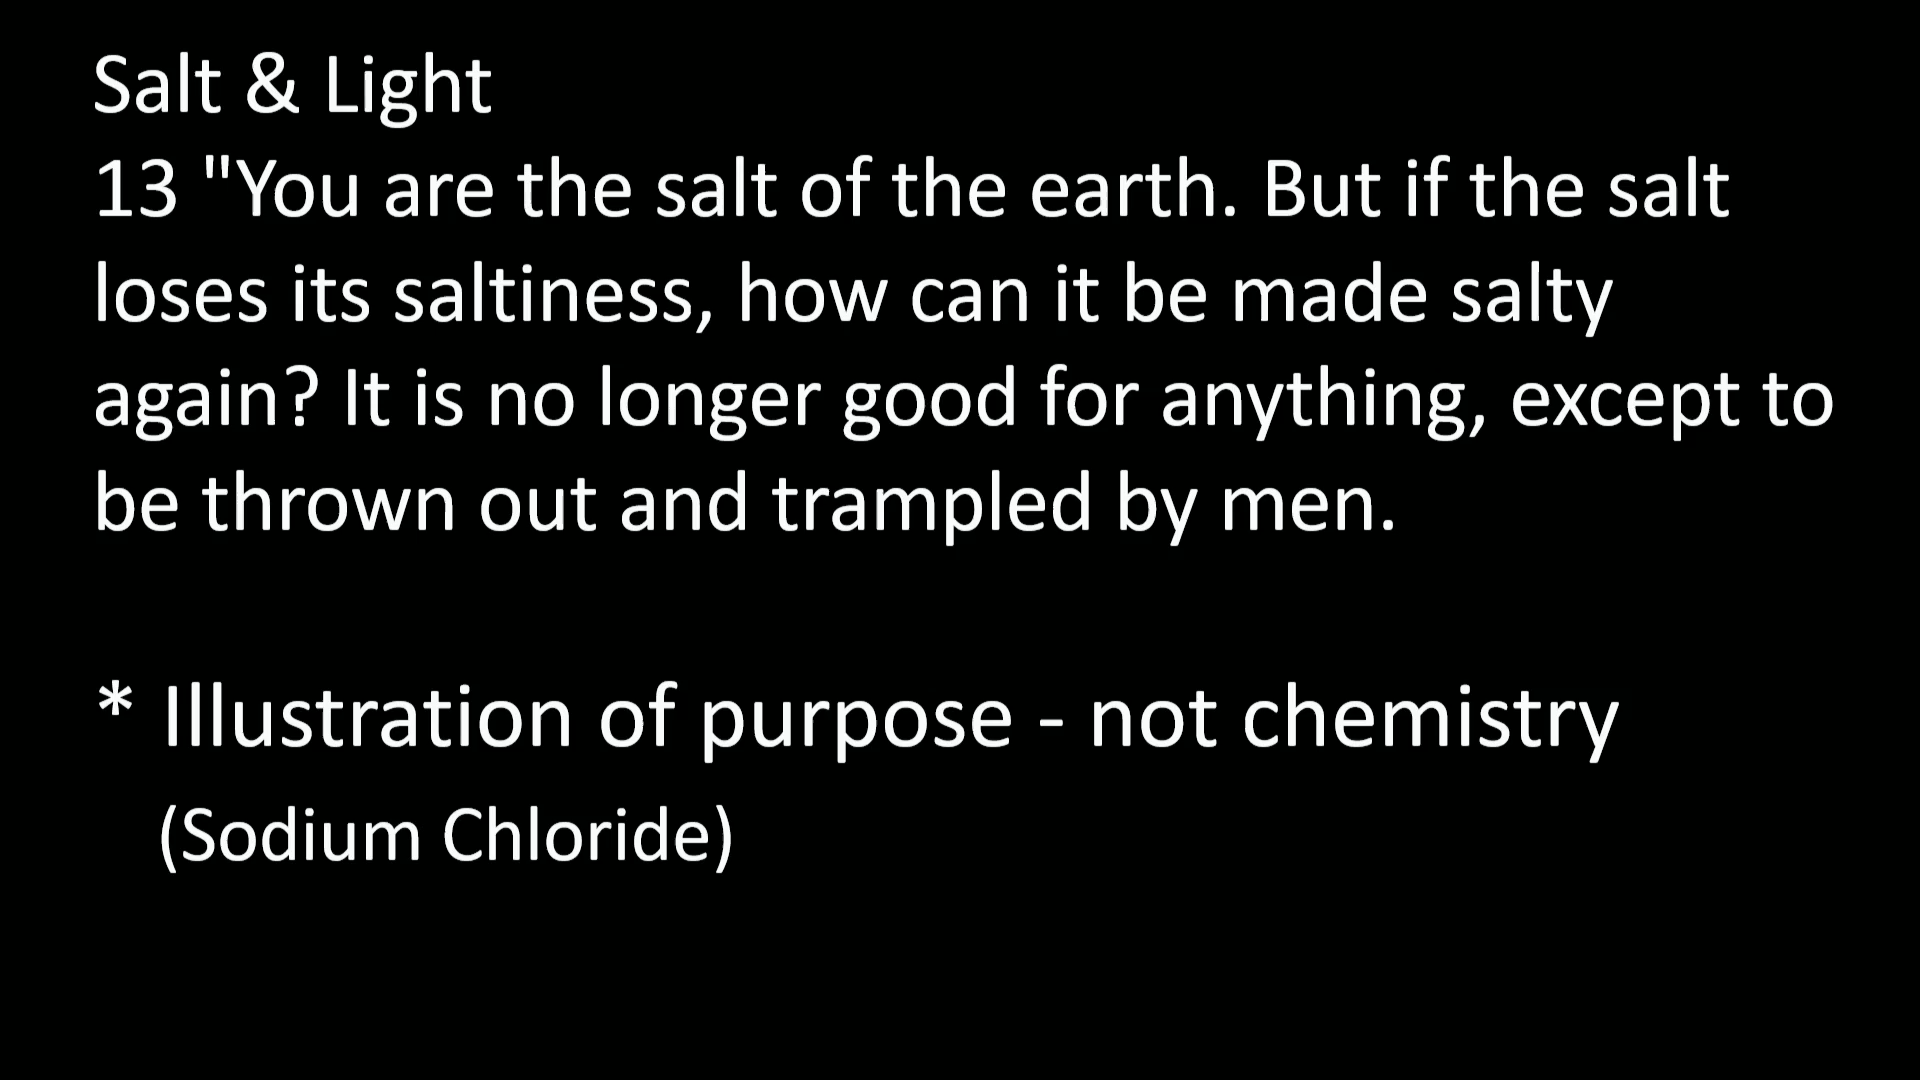 Salt & Light
13 "You are the salt of the earth. But if the salt
loses its saltiness, how can it be made salty
again? It is no longer good for anything, except to
be thrown out and trampled by men.
* Illustration of purpose - not chemistry
(Sodium Chloride)